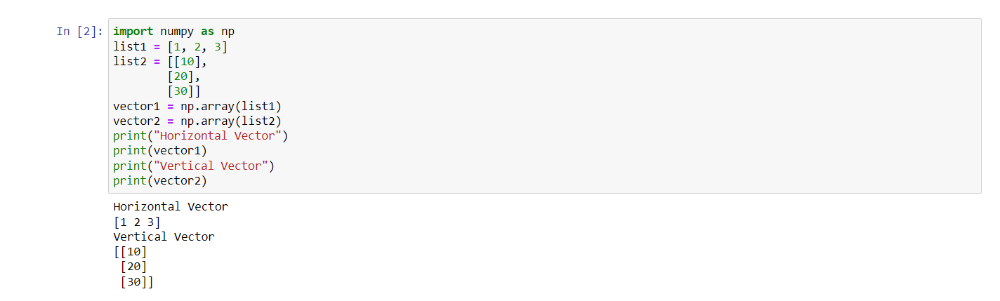 In [2]:
import numpy as np
list1 = [1, 2, 3]
list2 = [[10],
        [20],
        [30]]
vector1 = np.array(list1)
vector2 = np.array(list2)
print("Horizontal Vector")
print(vector1)
print("Vertical Vector")
print(vector2)
Horizontal Vector
[1 2 3]
Vertical Vector
[[10]
 [20]
 [30]]